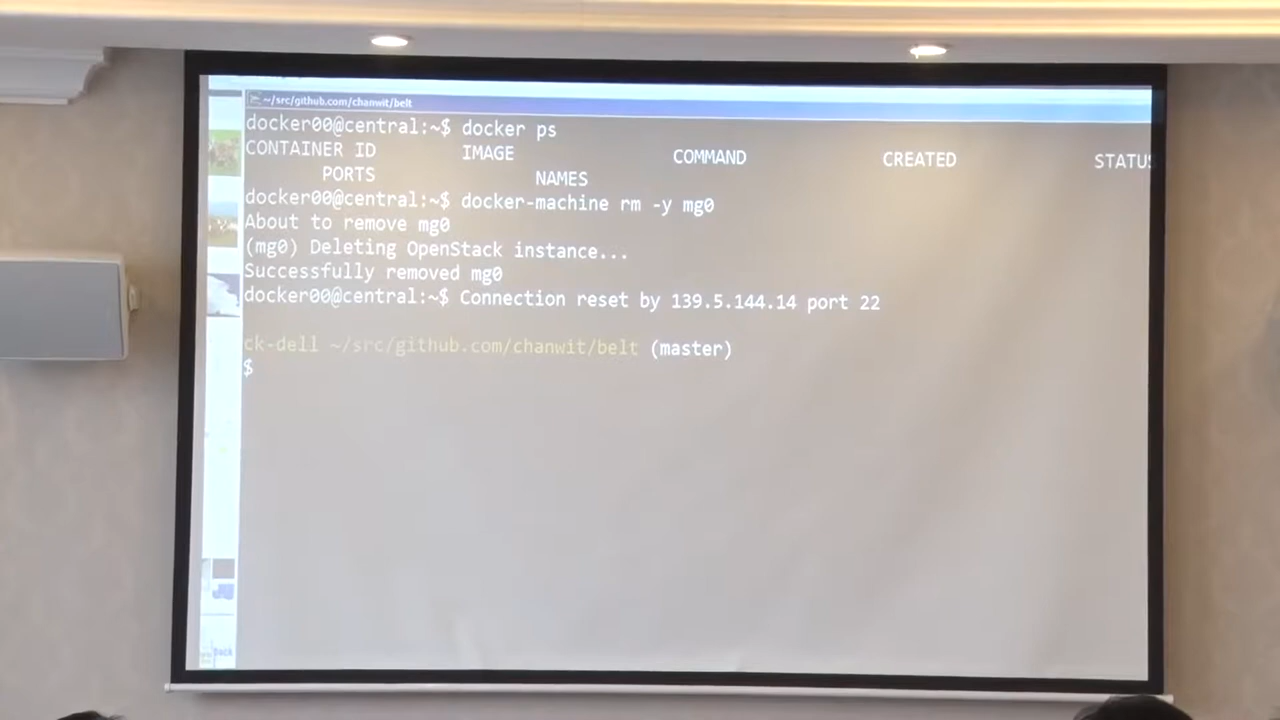 ~/src/github.com/chanwit/belt
docker00@central:~$ docker ps
CONTAINER ID IMAGE COMMAND CREATED STATUS
PORTS NAMES
docker00@central:~$ docker-machine rm -y mg0
About to remove mg0
(mg0) Deleting OpenStack instance...
Successfully removed mg0
docker00@central:~$ Connection reset by 139.5.144.14 port 22
ck-dell ~/src/github.com/chanwit/belt (master)
$